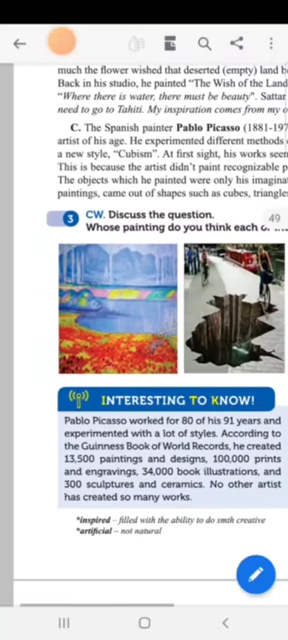 much the flower wished that deserted (empty) land b
Back in his studio, he painted "The Wish of the Land
"Where there is water, there must be beauty". Sattar
need to go to Tahiti. My inspiration comes from my o
C. The Spanish painter Pablo Picasso (1881-197
artist of his age. He experimented different methods
a new style, "Cubism". At first sight, his works seen
This is because the artist didn't paint recognizable p
The objects which he painted were only his imagina
paintings, came out of shapes such as cubes, triangle
3 CW. Discuss the question. 49
Whose painting do you think each
INTERESTING TO KNOW!
Pablo Picasso worked for 80 of his 91 years and
experimented with a lot of styles. According to
the Guinness Book of World Records, he created
13,500 paintings and designs, 100,000 prints
and engravings, 34,000 book illustrations, and
300 sculptures and ceramics. No other artist
has created so many works.
*inspired – filled with the ability to do smth creative
*artificial – not natural